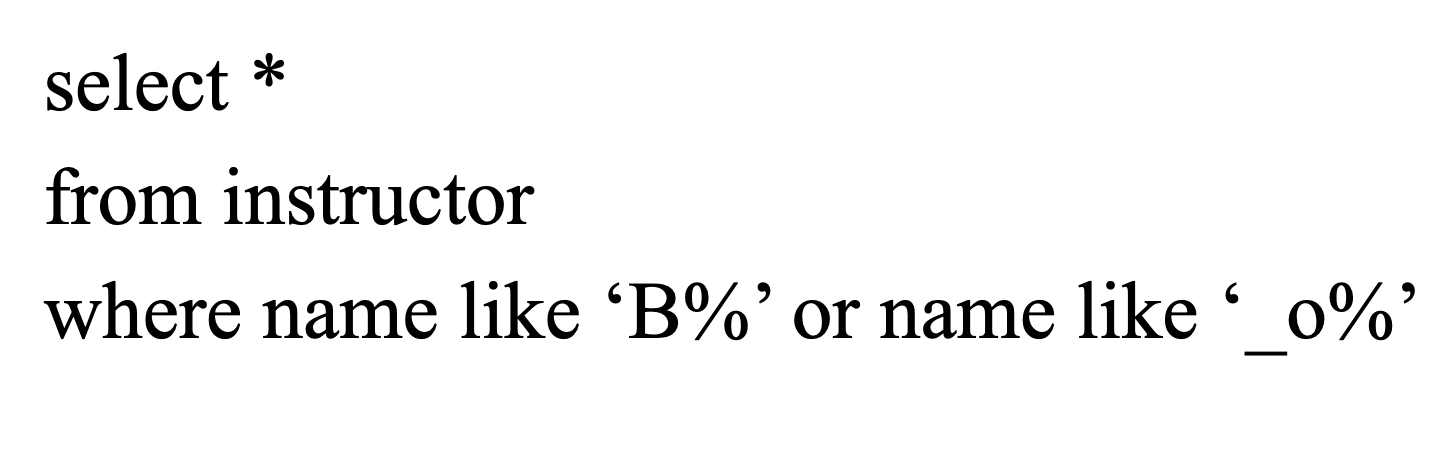 select *
from instructor
where name like ‘B%’ or name like ‘_o%’